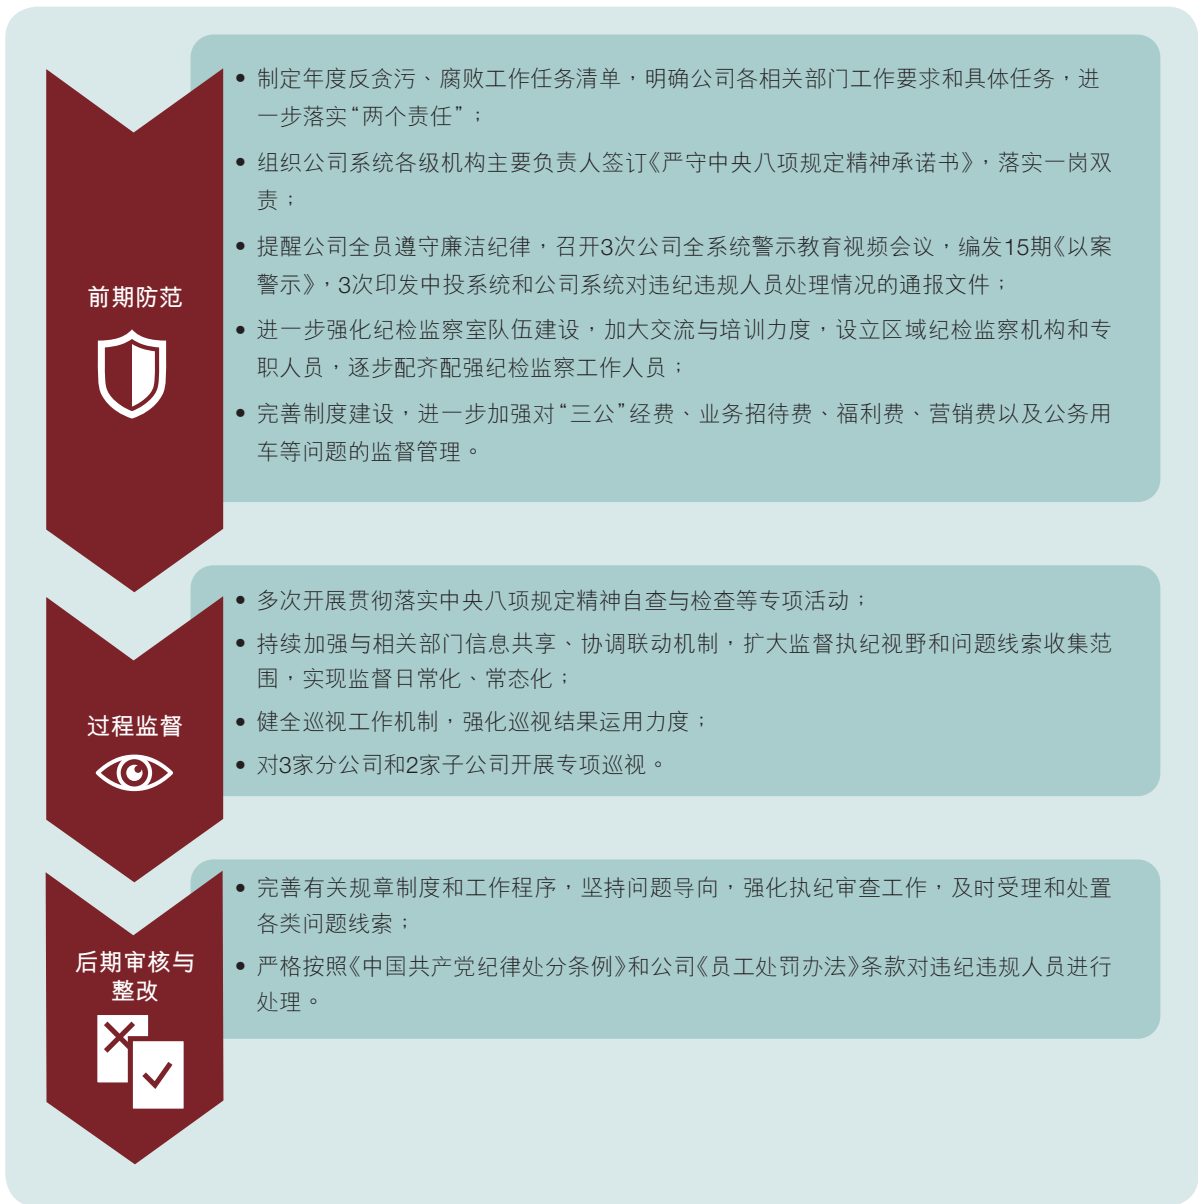 前期防范
• 制定年度反贪污、腐败工作任务清单，明确公司各相关部门工作要求和具体任务，进
一步落实“两个责任”；
• 组织公司系统各级机构主要负责人签订《严守中央八项规定精神承诺书》，落实一岗双
责；
• 提醒公司全员遵守廉洁纪律，召开3次公司全系统警示教育视频会议，编发15期《以案
警示》，3次印发中投系统和公司系统对违纪违规人员处理情况的通报文件；
• 进一步强化纪检监察室队伍建设，加大交流与培训力度，设立区域纪检监察机构和专
职人员，逐步配齐配强纪检监察工作人员；
• 完善制度建设，进一步加强对“三公”经费、业务招待费、福利费、营销费以及公务用
车等问题的监督管理。
过程监督
• 多次开展贯彻落实中央八项规定精神自查与检查等专项活动；
• 持续加强与相关部门信息共享、协调联动机制，扩大监督执纪视野和问题线索收集范
围，实现监督日常化、常态化；
• 健全巡视工作机制，强化巡视结果运用力度；
• 对3家分公司和2家子公司开展专项巡视。
后期审核与
整改
• 完善有关规章制度和工作程序，坚持问题导向，强化执纪审查工作，及时受理和处置
各类问题线索；
• 严格按照《中国共产党纪律处分条例》和公司《员工处罚办法》条款对违纪违规人员进行
处理。